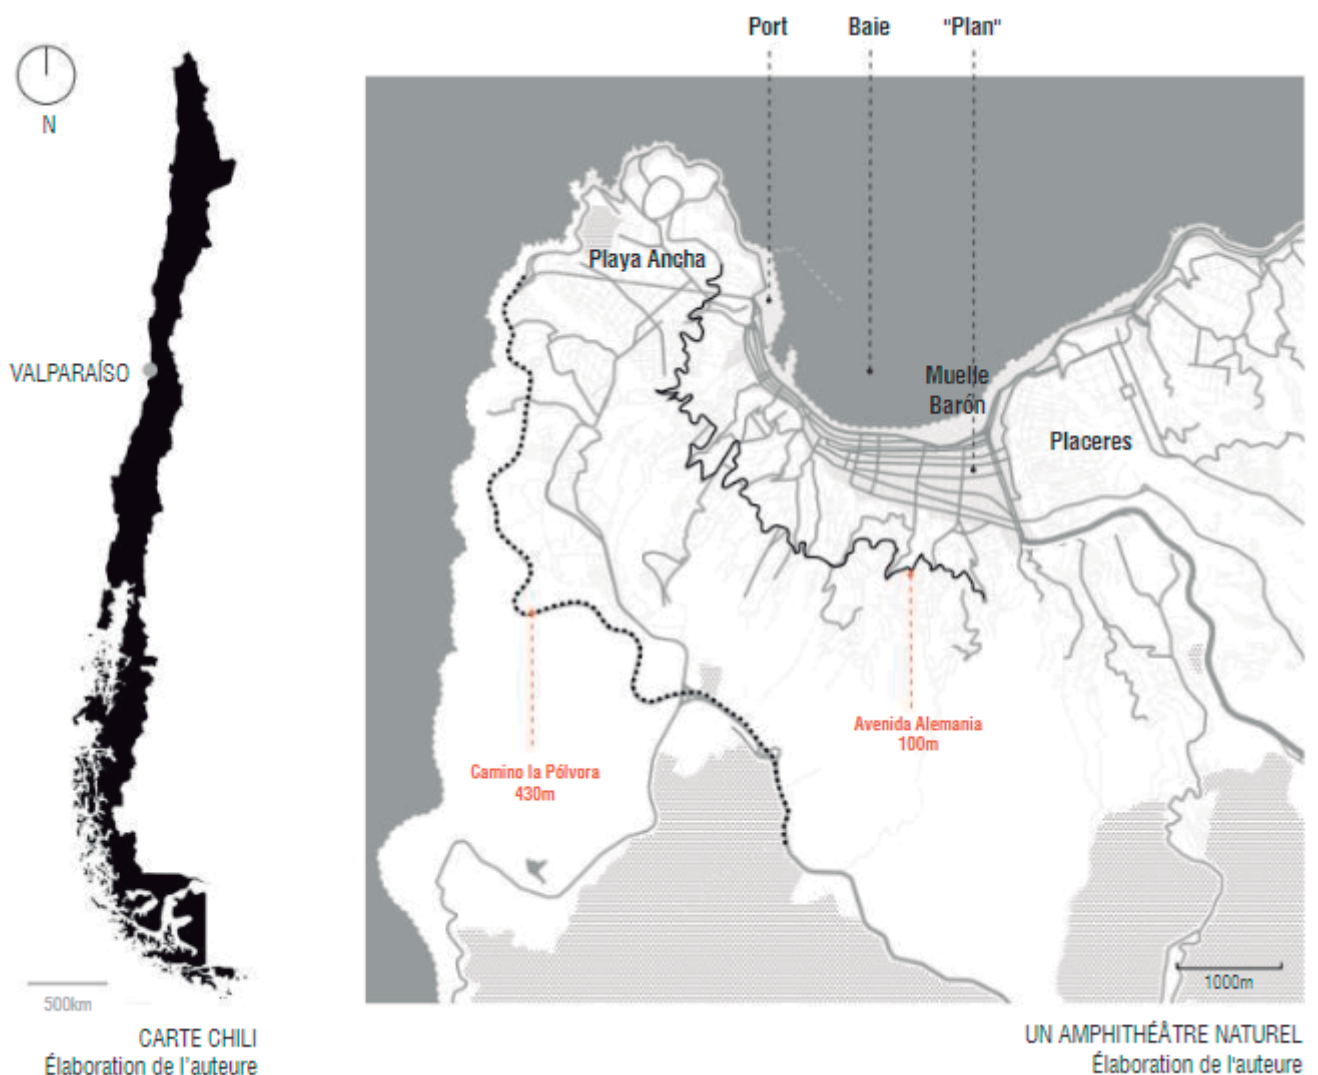 Port
Baie
"Plan"
N
Playa Ancha
VALPARAÍSO
Muelle
Barón
Placeres
Avenida Alemania
100m
Camino la Pólvora
430m
1000m
500km
CARTE CHILI
Élaboration de l'auteure
UN AMPHITHÉÂTRE NATUREL
Élaboration de l'auteure